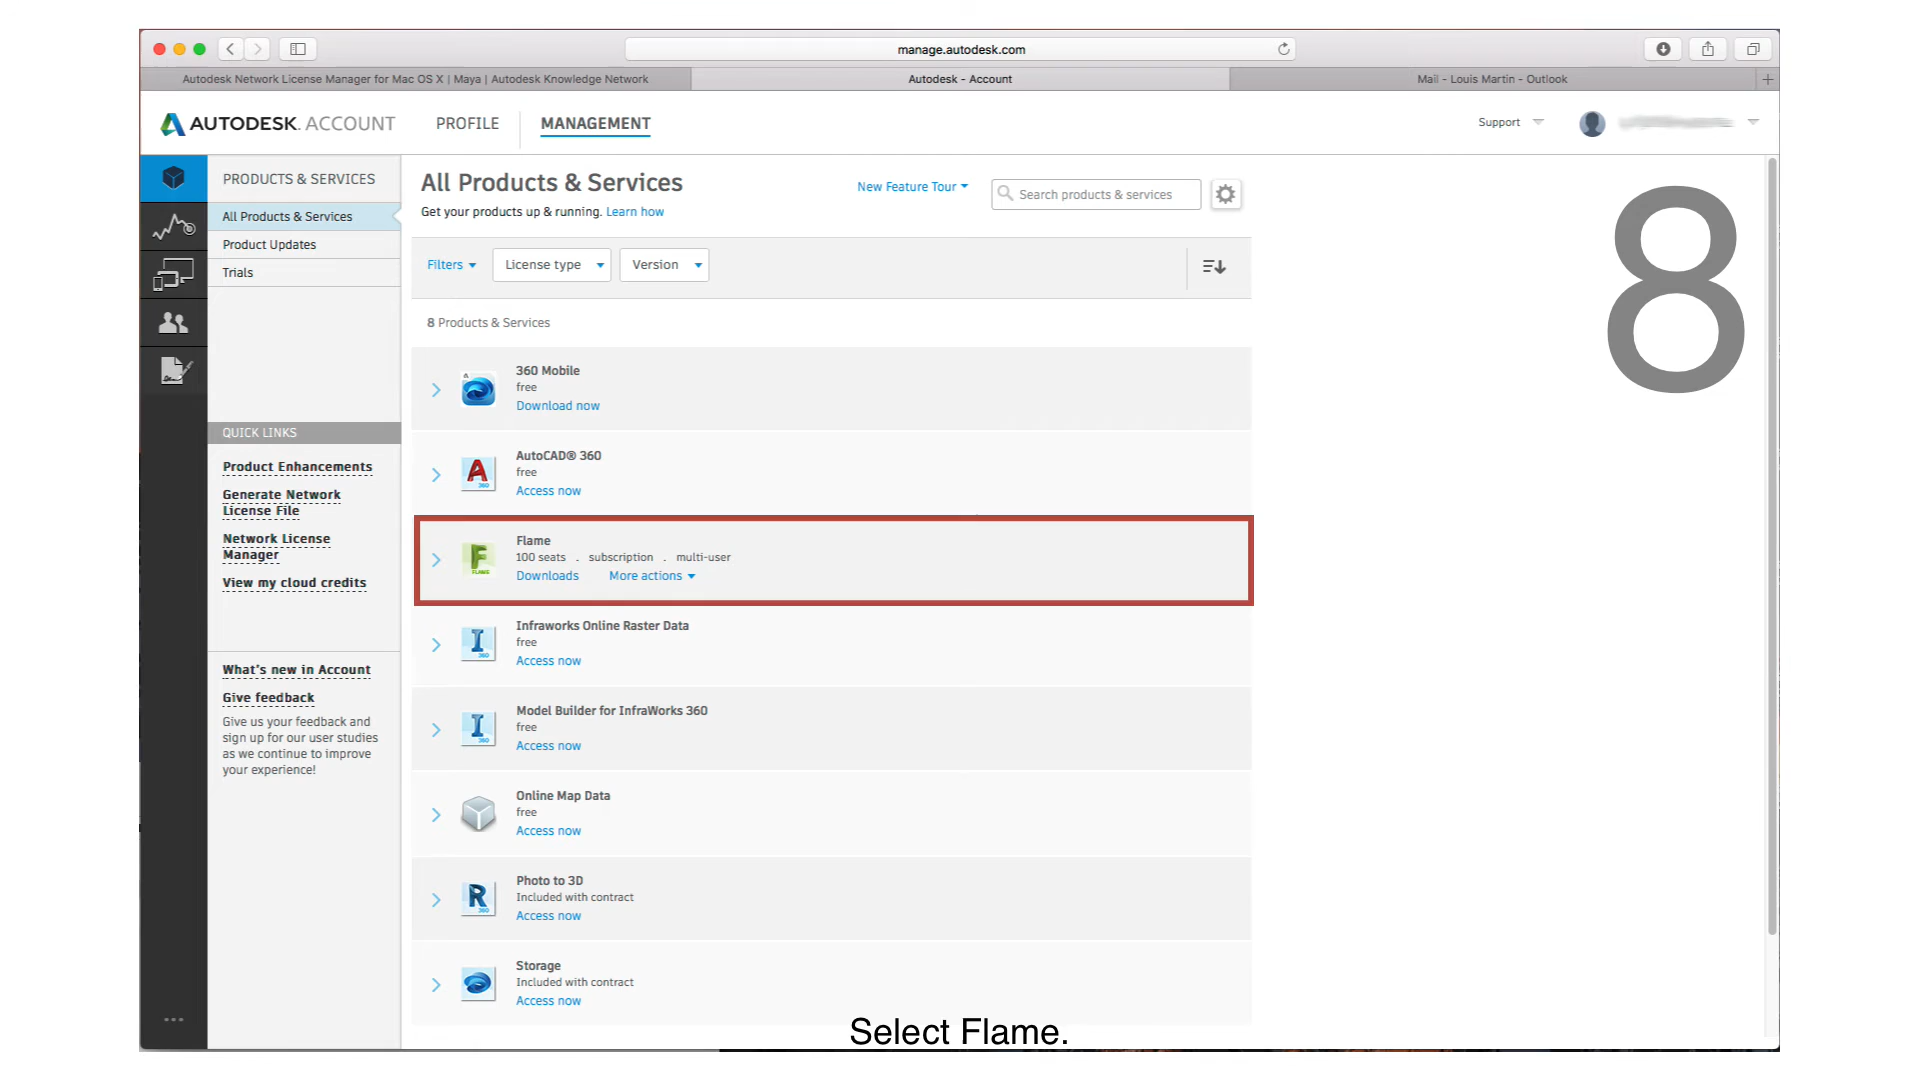 manage.autodesk.com
Autodesk Network License Manager for Mac OS X | Maya | Autodesk Knowledge Network
Autodesk - Account
Mail - Louis Martin - Outlook
AUTODESK. ACCOUNT
PROFILE
MANAGEMENT
Support
PRODUCTS & SERVICES
All Products & Services
Product Updates
Trials
QUICK LINKS
Product Enhancements
Generate Network
License File
Network License
Manager
View my cloud credits
What's new in Account
Give feedback
Give us your feedback and
sign up for our user studies
as we continue to improve
your experience!
All Products & Services
Get your products up & running. Learn how
New Feature Tour
Search products & services
Filters
License type
Version
8 Products & Services
360 Mobile
free
Download now
A
360
AutoCAD® 360
free
Access now
F
FLAME
Flame
100 seats . subscription . multi-user
Downloads More actions
I
360
Infraworks Online Raster Data
free
Access now
I
360
Model Builder for InfraWorks 360
free
Access now
Online Map Data
free
Access now
R
360
Photo to 3D
Included with contract
Access now
Storage
Included with contract
Access now
8
Select Flame.